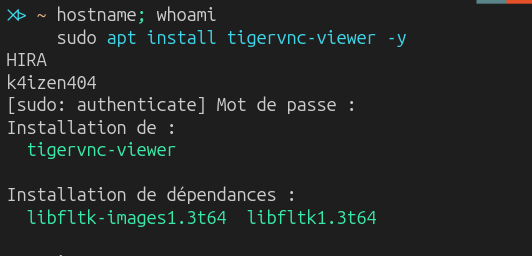 ⋊> ~ hostname; whoami
sudo apt install tigervnc-viewer -y
HIRA
k4izen404
[sudo: authenticate] Mot de passe :
Installation de :
tigervnc-viewer
Installation de dépendances :
libfltk-images1.3t64 libfltk1.3t64